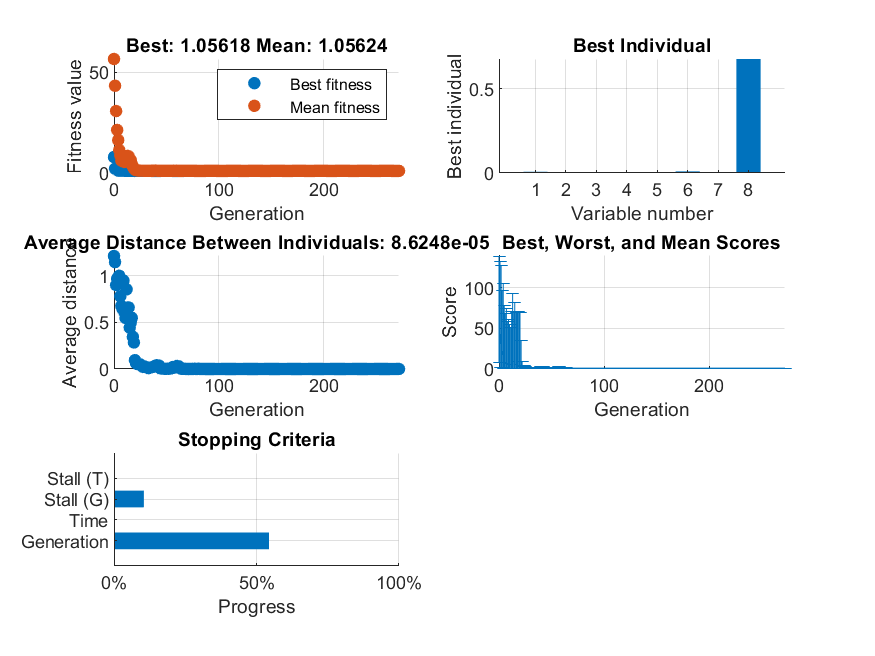 Best: 1.05618 Mean: 1.05624
Fitness value
50
0
0 100 200
Generation
Best fitness
Mean fitness
Best Individual
Best individual
0.5
0
1 2 3 4 5 6 7 8
Variable number
Average Distance Between Individuals: 8.6248e-05
Average distance
1
0.5
0
0 100 200
Generation
Best, Worst, and Mean Scores
Score
100
50
0
0 100 200
Generation
Stopping Criteria
Stall (T)
Stall (G)
Time
Generation
0% 50% 100%
Progress